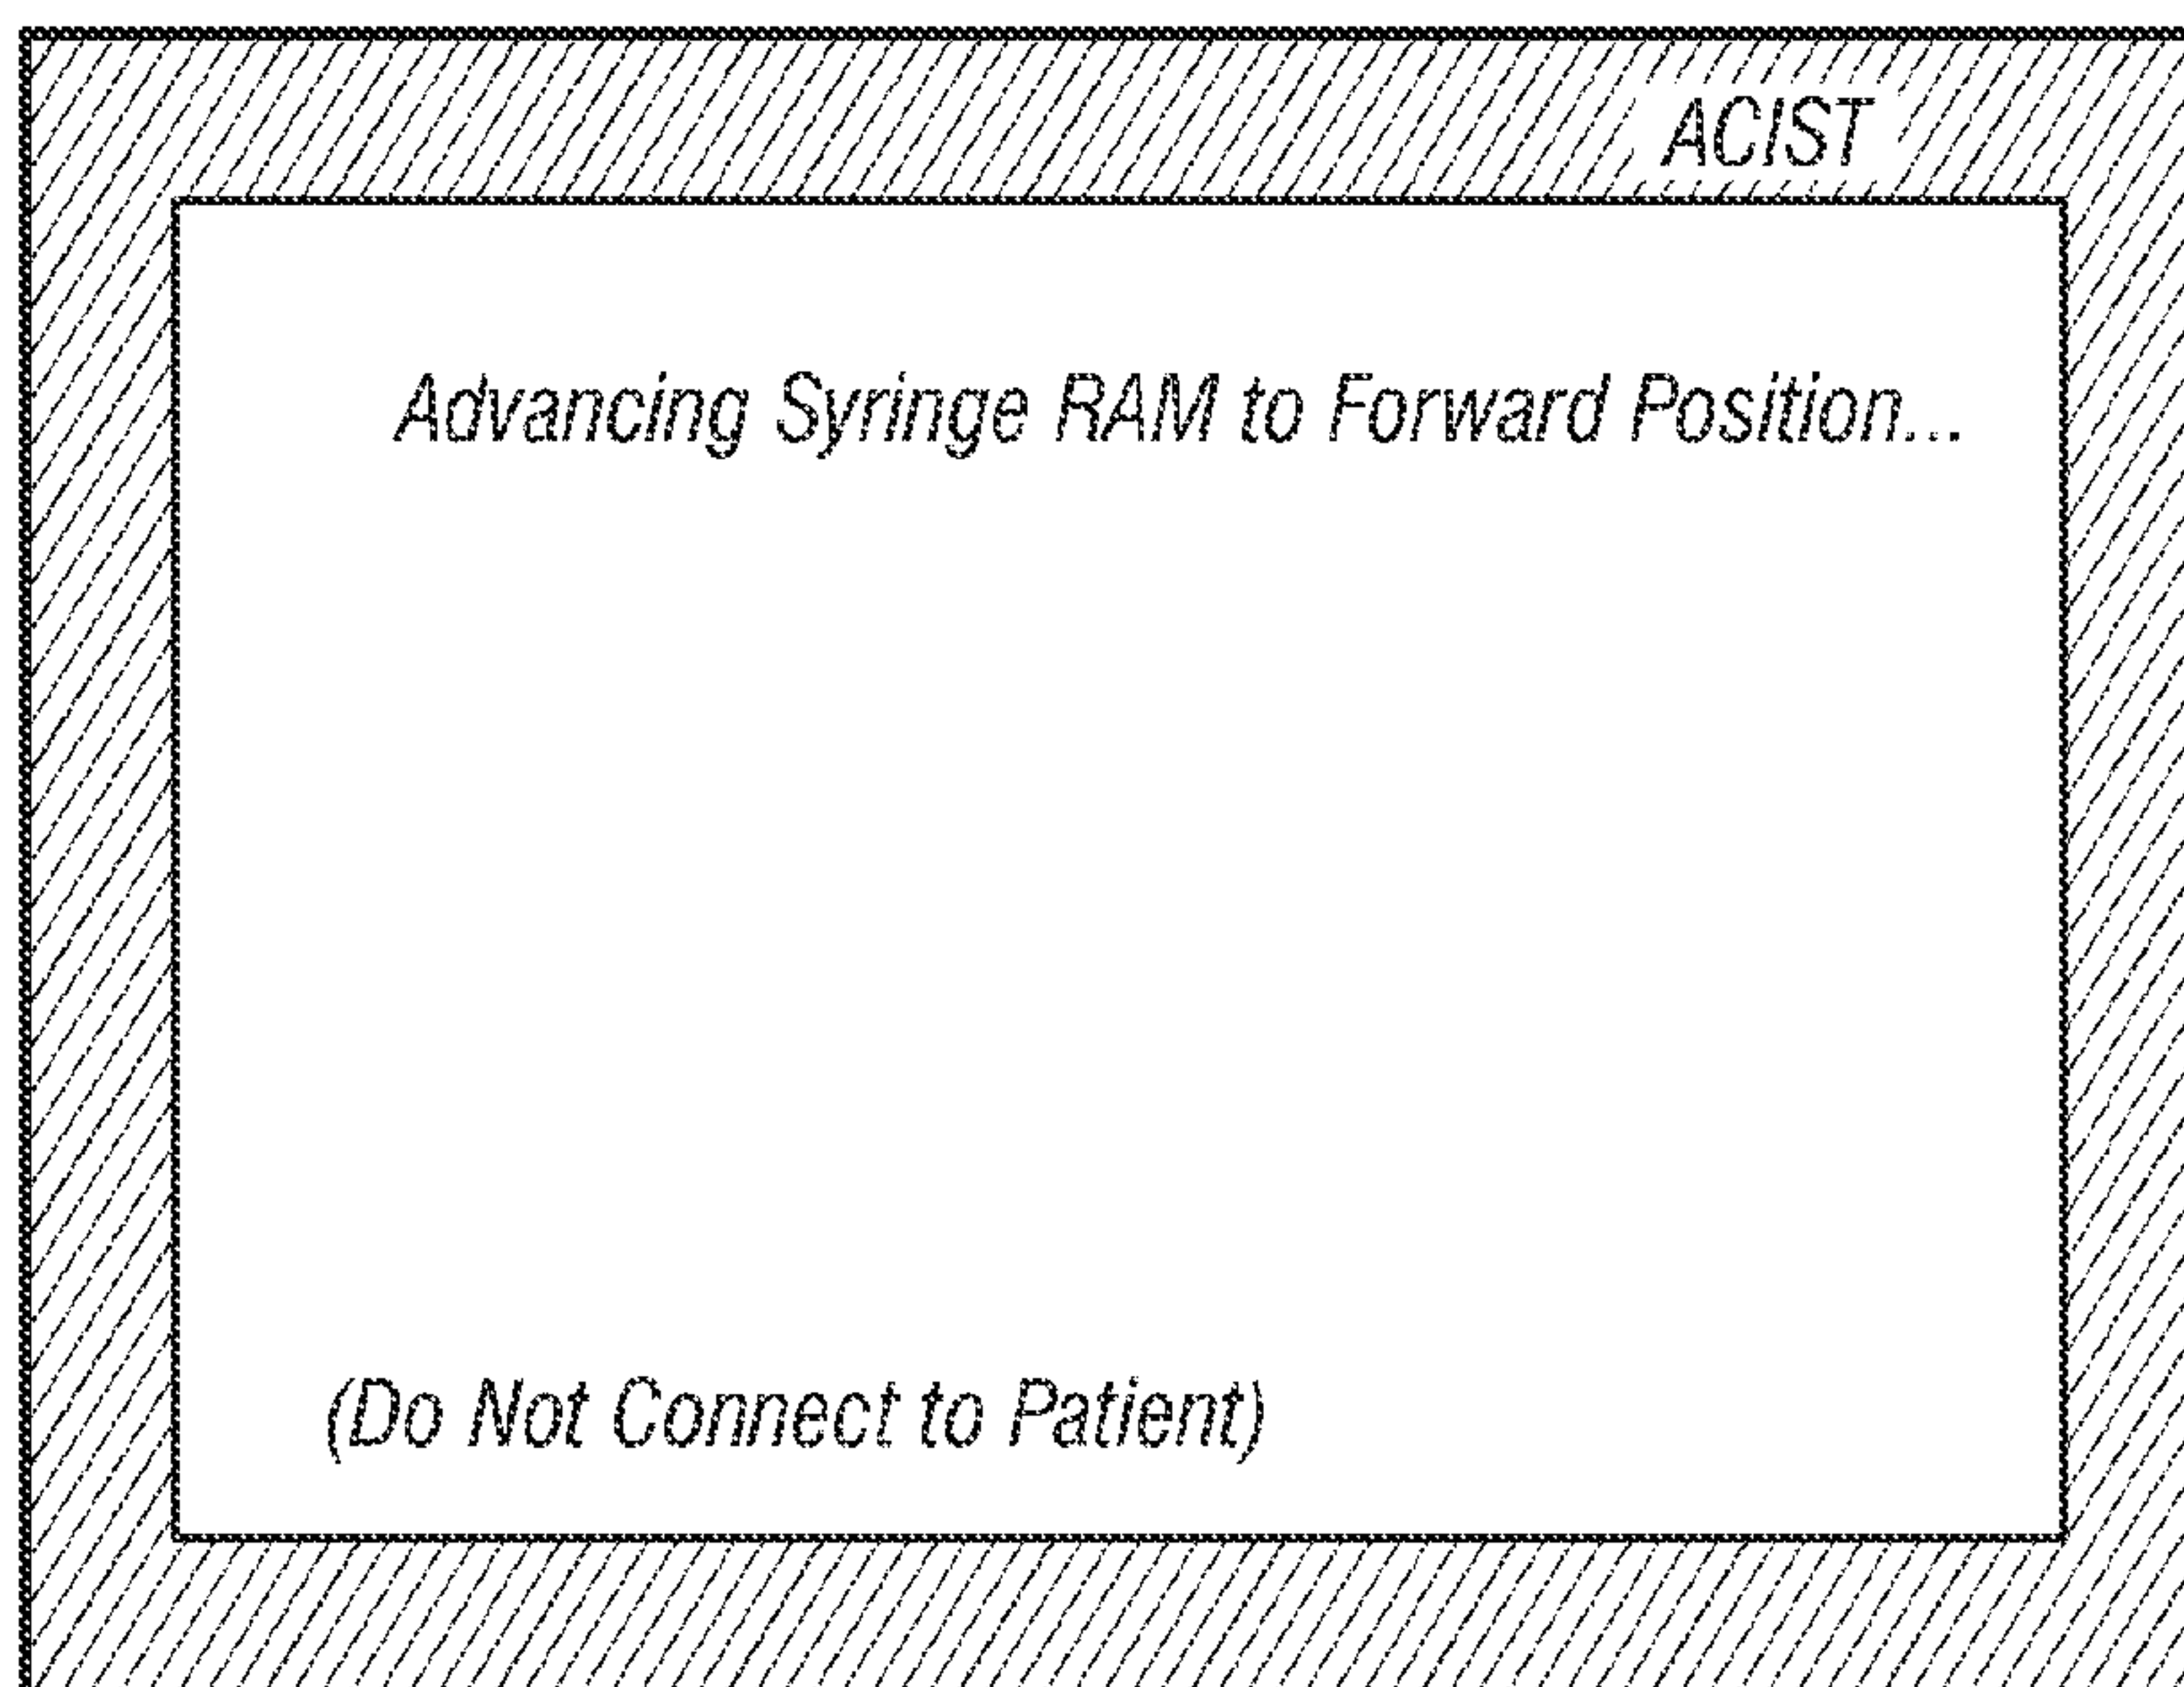 ACIST
Advancing Syringe RAM to Forward Position...
(Do Not Connect to Patient)